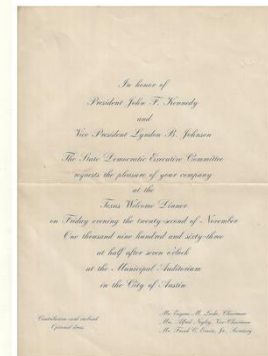 In honor of
President John F. Kennedy
and
Vice President Lyndon B. Johnson
The State Democratic Executive Committee
requests the pleasure of your company
at the
Texas Welcome Dinner
on Friday evening the twenty-second of November
One thousand nine hundred and sixty-three
at half after seven o'clock
at the Municipal Auditorium
in the City of Austin
Contribution card enclosed
Optional dress
Mr. Eugene M. Locke, Chairman
Mrs. Alfred Negley, Vice-Chairman
Mr. Frank C. Erwin, Jr., Secretary